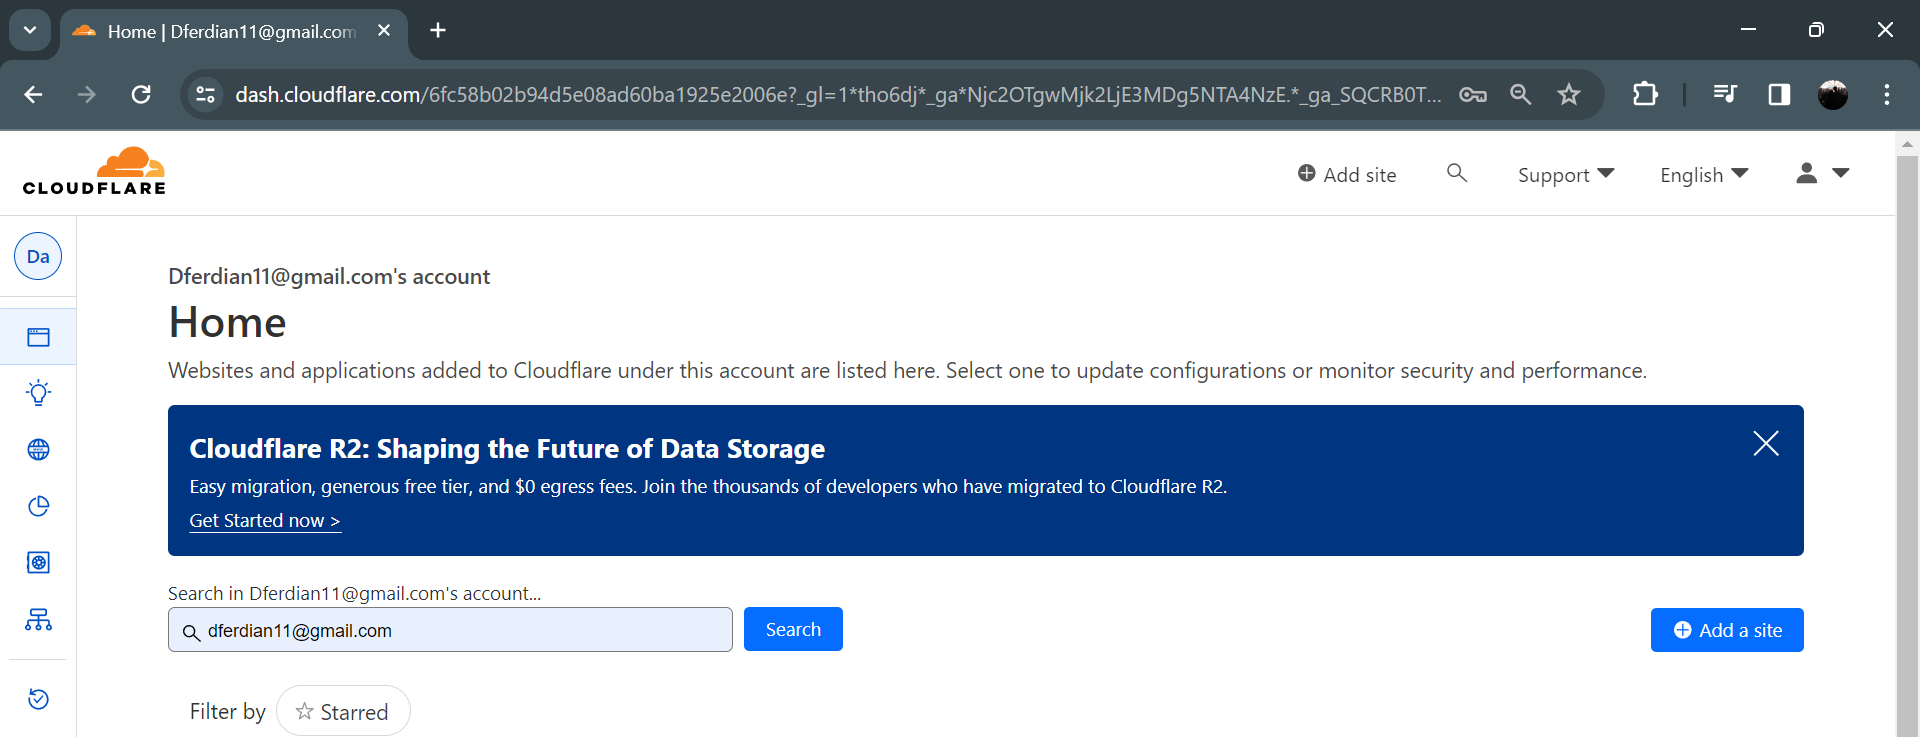 Home | Dferdian11@gmail.com
dash.cloudflare.com/6fc58b02b94d5e08ad60ba1925e2006e?_gl=1*tho6dj*_ga*Njc2OTgwMjk2LjE3MDg5NTA4NzE.*_ga_SQCRB0T...
CLOUDFLARE
Add site
Support
English
Da
Dferdian11@gmail.com's account
Home
Websites and applications added to Cloudflare under this account are listed here. Select one to update configurations or monitor security and performance.
Cloudflare R2: Shaping the Future of Data Storage
Easy migration, generous free tier, and $0 egress fees. Join the thousands of developers who have migrated to Cloudflare R2.
Get Started now >
Search in Dferdian11@gmail.com's account...
dferdian11@gmail.com
Search
Add a site
Filter by
Starred